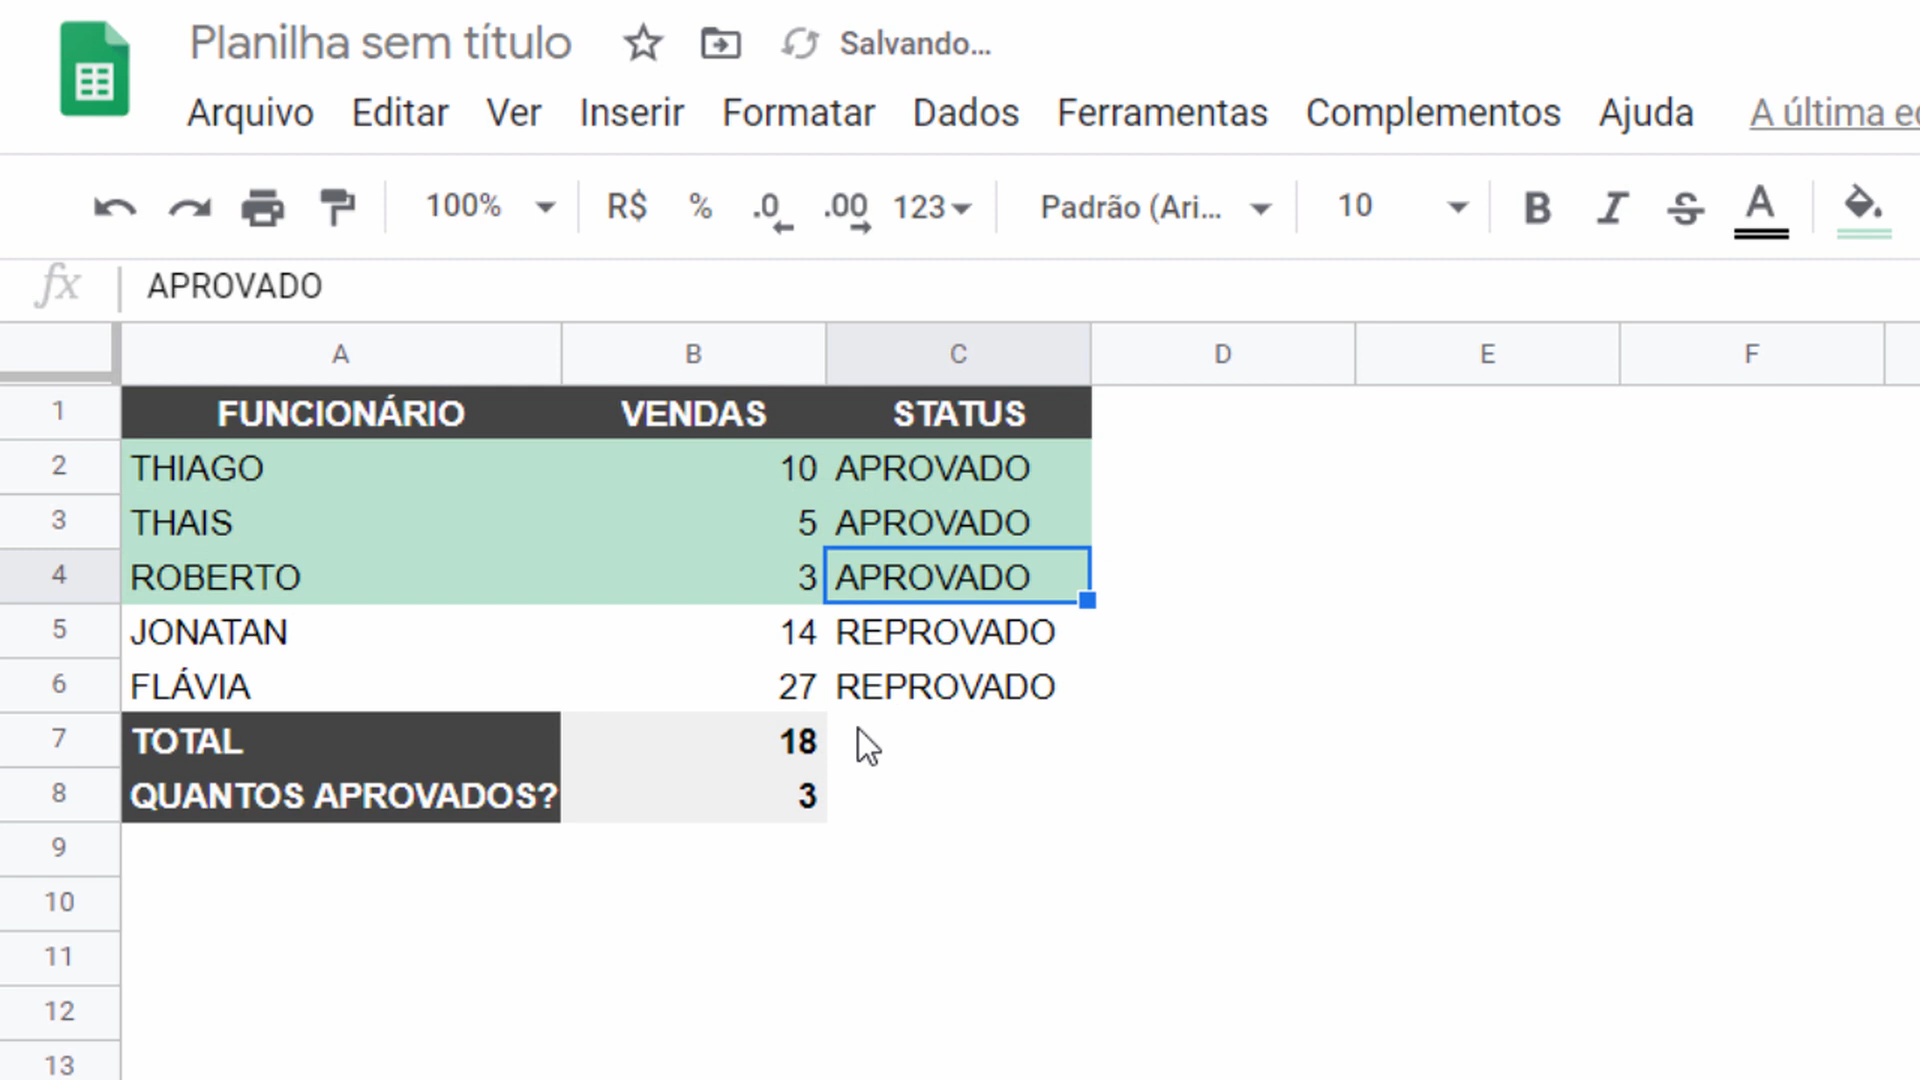 Planilha sem título Salvando...
Arquivo Editar Ver Inserir Formatar Dados Ferramentas Complementos Ajuda A última
100% R$ % .0 .00 123 Padrão (Ari... 10 B I S A
fx APROVADO
A B C D E F
1 FUNCIONÁRIO VENDAS STATUS
2 THIAGO 10 APROVADO
3 THAIS 5 APROVADO
4 ROBERTO 3 APROVADO
5 JONATAN 14 REPROVADO
6 FLÁVIA 27 REPROVADO
7 TOTAL 18
8 QUANTOS APROVADOS? 3
9
10
11
12
13